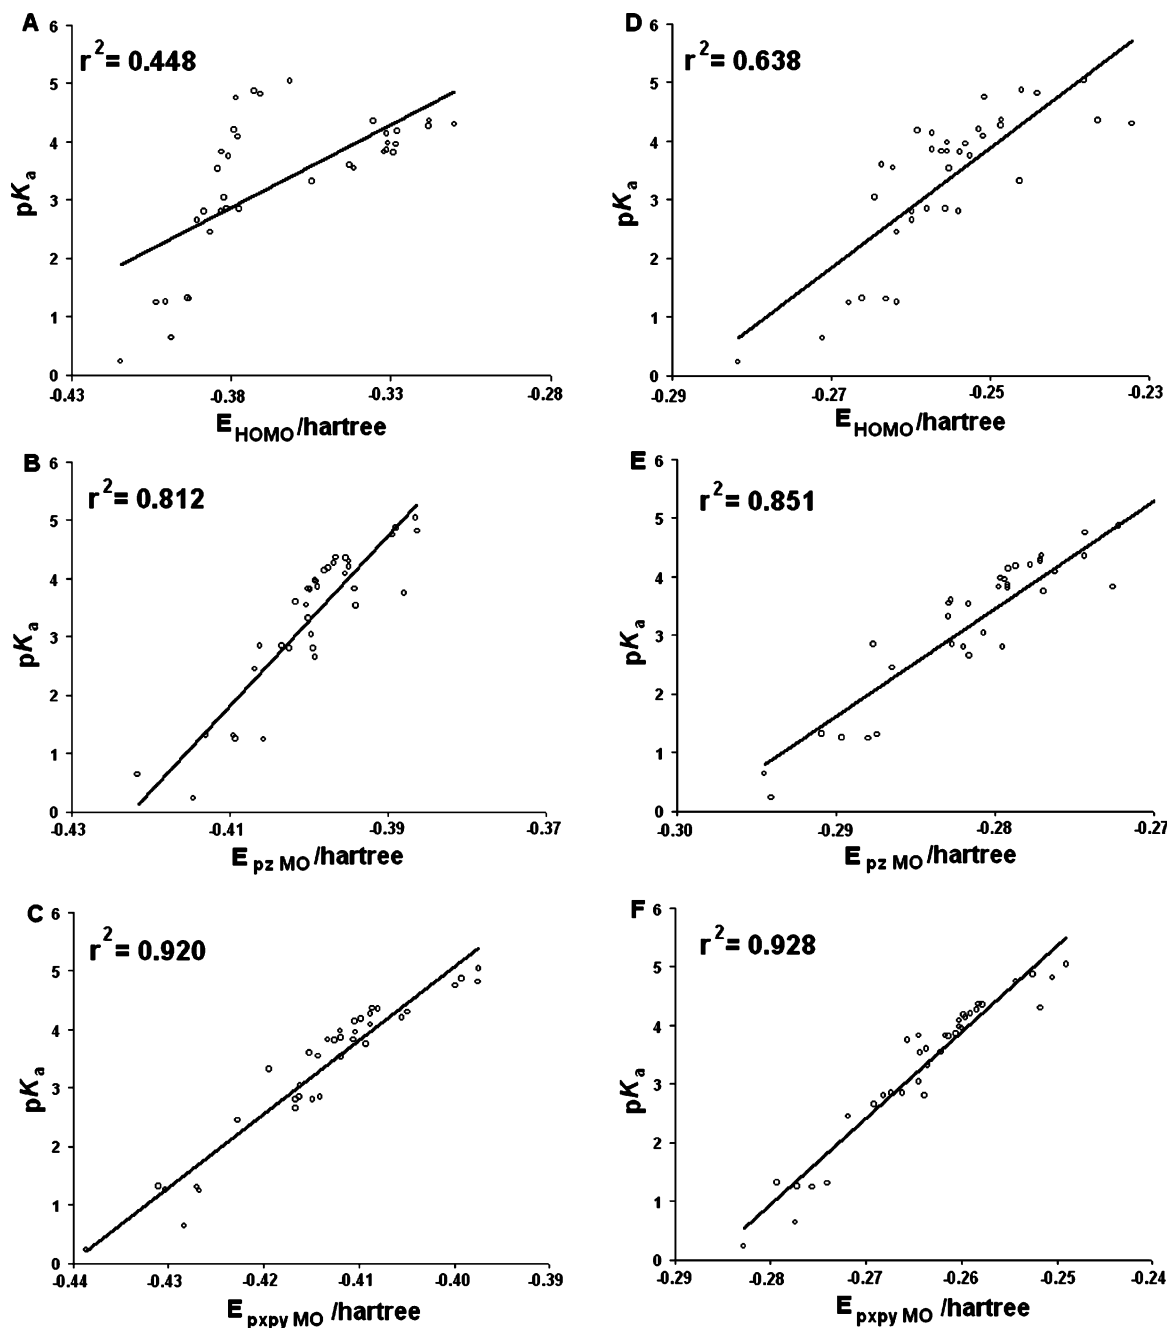 A
r² = 0.448
6
5
4
3
2
1
0
pKa
-0.43 -0.38 -0.33 -0.28
E HOMO /hartree
D
r² = 0.638
6
5
4
3
2
1
0
pKa
-0.29 -0.27 -0.25 -0.23
E HOMO /hartree
B
r² = 0.812
6
5
4
3
2
1
0
pKa
-0.43 -0.41 -0.39 -0.37
E pz MO /hartree
E
r² = 0.851
6
5
4
3
2
1
0
pKa
-0.30 -0.29 -0.28 -0.27
E pz MO /hartree
C
r² = 0.920
6
5
4
3
2
1
0
pKa
-0.44 -0.43 -0.42 -0.41 -0.40 -0.39
E pxpy MO /hartree
F
r² = 0.928
6
5
4
3
2
1
0
pKa
-0.29 -0.28 -0.27 -0.26 -0.25 -0.24
E pxpy MO /hartree